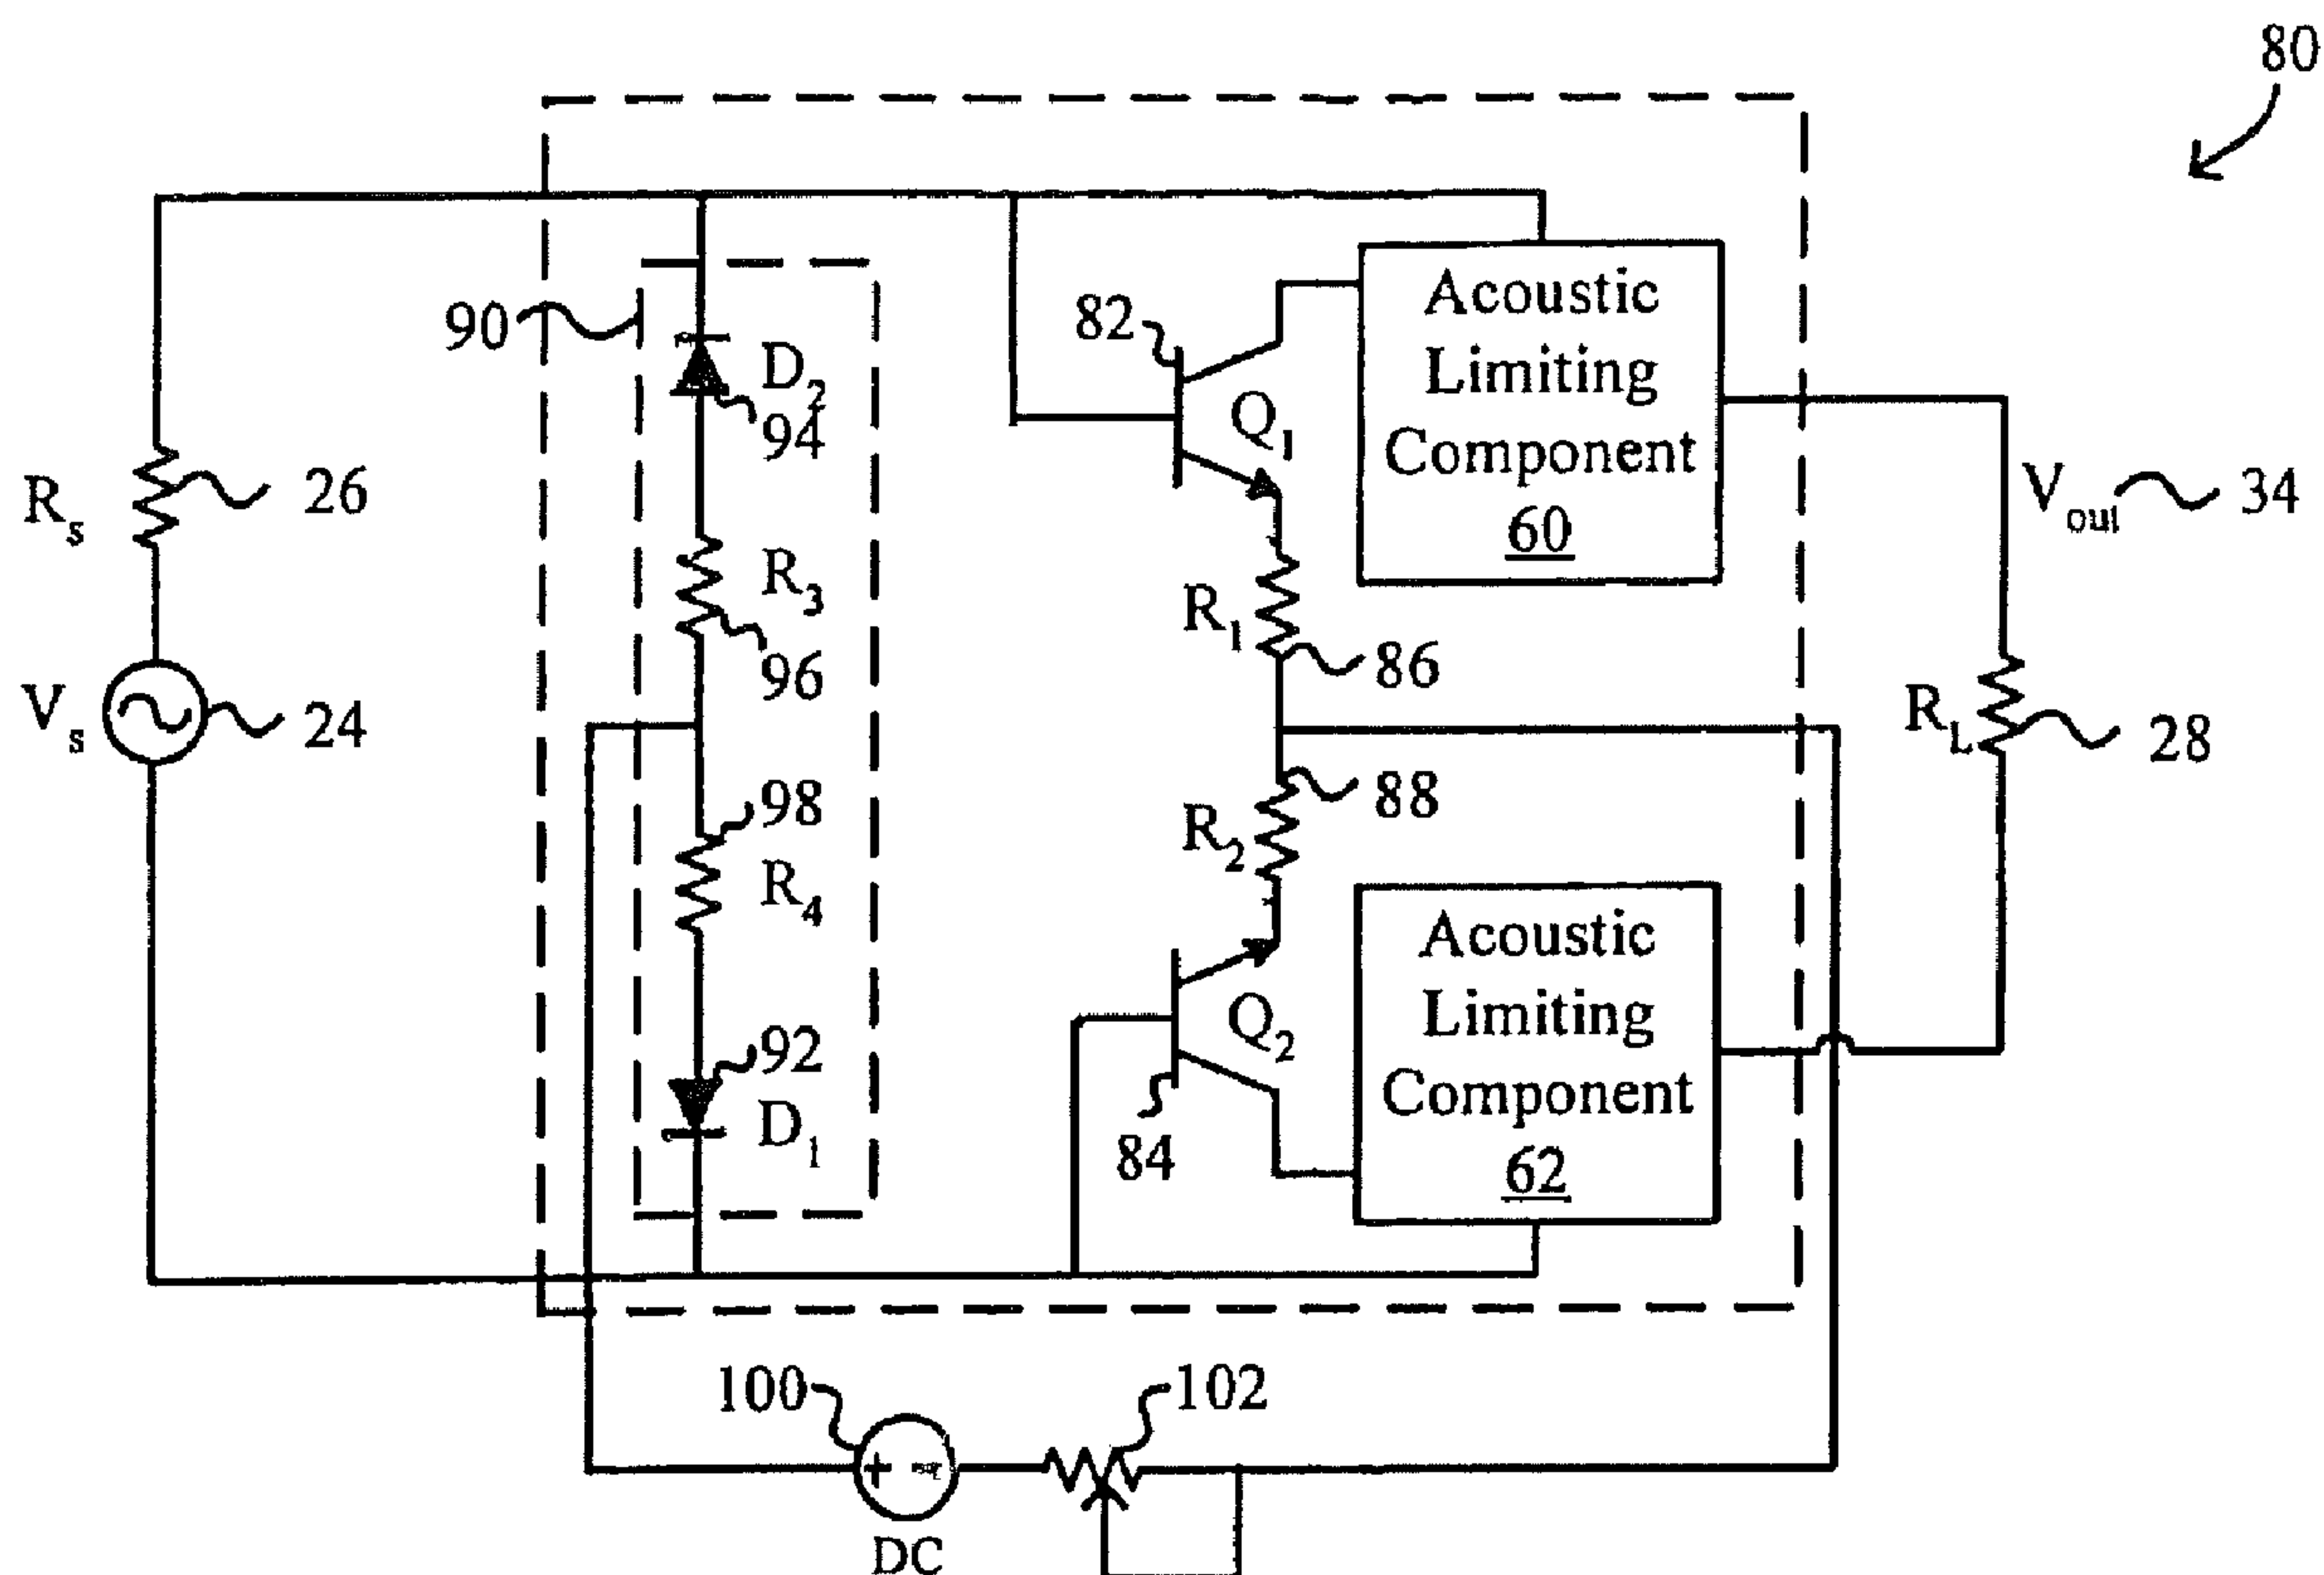 80
90
D2
94
82
Q1
Acoustic
Limiting
Component
60
Rs
26
Vout
34
R3
96
R1
86
Vs
24
RL
28
98
R4
88
R2
Acoustic
Limiting
Component
62
92
D1
Q2
84
100
102
+ -
DC